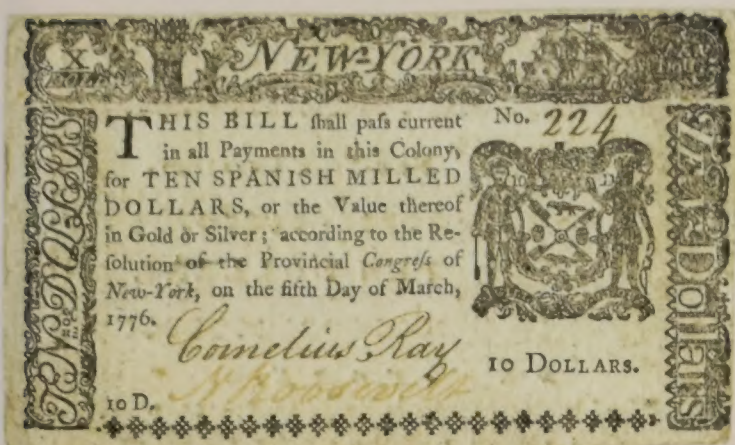 X
NEW-YORK
THIS BILL ſhall paſs current
in all Payments in this Colony,
for TEN SPANISH MILLED
DOLLARS, or the Value thereof
in Gold or Silver; according to the Re-
ſolution of the Provincial Congreſs of
New-York, on the fifth Day of March,
1776.
No. 224
Cornelius Ray
N Roosevelt
10 DOLLARS.
10 D.
Dollars